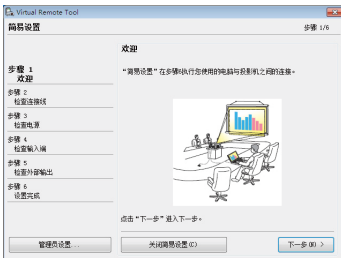 Virtual Remote Tool
简易设置
步骤 1/6
欢迎
步骤 1
欢迎
"简易设置"在步骤6执行您使用的电脑与投影机之间的连接。
步骤 2
检查连接线
步骤 3
检查电源
步骤 4
检查输入端
步骤 5
检查外部输出
步骤 6
设置完成
点击"下一步"进入下一步。
管理员设置...
关闭简易设置(C)
下一步(N) >